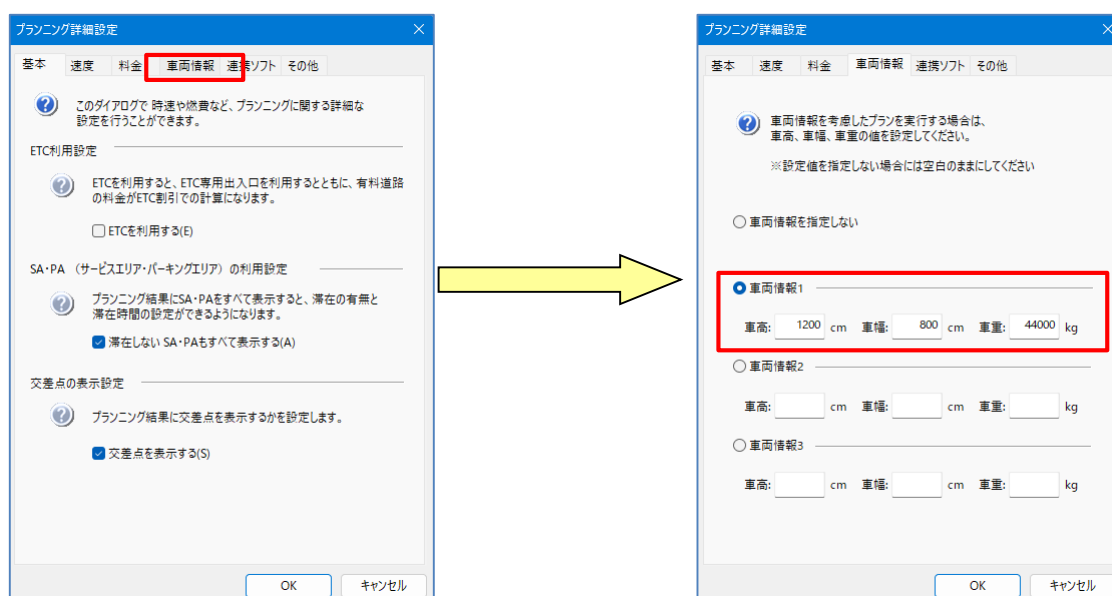 プランニング詳細設定
基本 速度 料金 車両情報 連携ソフト その他
このダイアログで 時速や燃費など、プランニングに関する詳細な
設定を行うことができます。
ETC利用設定
ETCを利用すると、ETC専用出入口を利用するとともに、有料道路
の料金がETC割引での計算になります。
ETCを利用する(E)
SA・PA （サービスエリア・パーキングエリア）の利用設定
プランニング結果にSA・PAをすべて表示すると、滞在の有無と
滞在時間の設定ができるようになります。
滞在しない SA・PAもすべて表示する(A)
交差点の表示設定
プランニング結果に交差点を表示するかを設定します。
交差点を表示する(S)
OK キャンセル
プランニング詳細設定
基本 速度 料金 車両情報 連携ソフト その他
車両情報を考慮したプランを実行する場合は、
車高、車幅、車重の値を設定してください。
※設定値を指定しない場合には空白のままにしてください
車両情報を指定しない
車両情報1
車高: 1200 cm 車幅: 800 cm 車重: 44000 kg
車両情報2
車高: cm 車幅: cm 車重: kg
車両情報3
車高: cm 車幅: cm 車重: kg
OK キャンセル